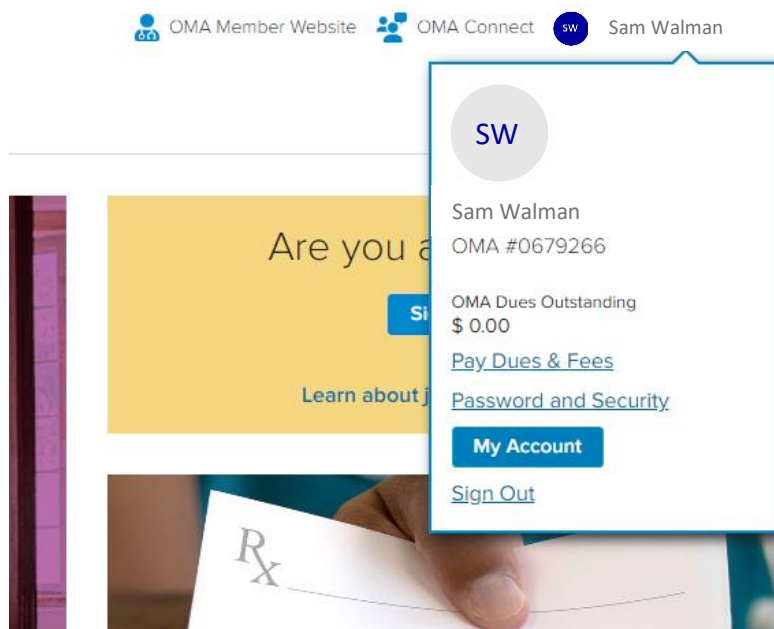 OMA Member Website OMA Connect SW Sam Walman
SW
Sam Walman
OMA #0679266
OMA Dues Outstanding
$ 0.00
Pay Dues & Fees
Password and Security
My Account
Sign Out
Are you a
Si
Learn about j
Rx